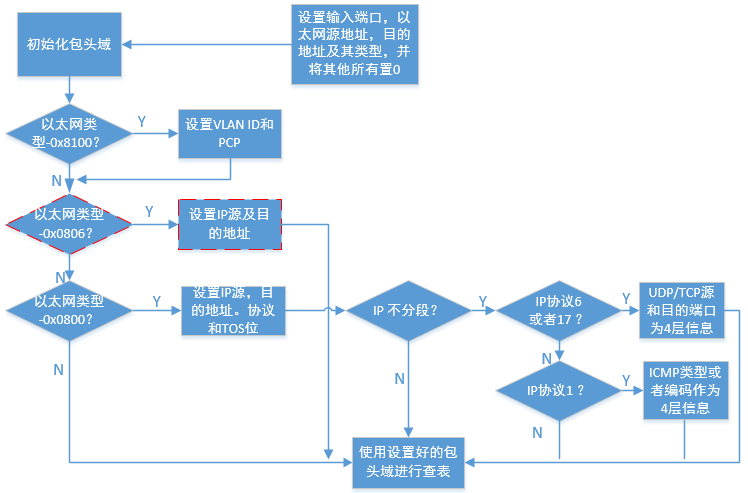 初始化包头域
设置输入端口，以
太网源地址，目的
地址及其类型，并
将其他所有置0
以太网类
型-0x8100？
Y
设置VLAN ID和
PCP
N
以太网类型
-0x0806？
Y
设置IP源及目
的地址
N
以太网类型
-0x0800？
Y
设置IP源，目
的地址。协议
和TOS位
IP 不分段？
Y
IP协议6
或者17？
Y
UDP/TCP源
和目的端口
为4层信息
N
N
N
IP协议1？
Y
ICMP类型或
者编码作为
4层信息
N
使用设置好的包
头域进行查表